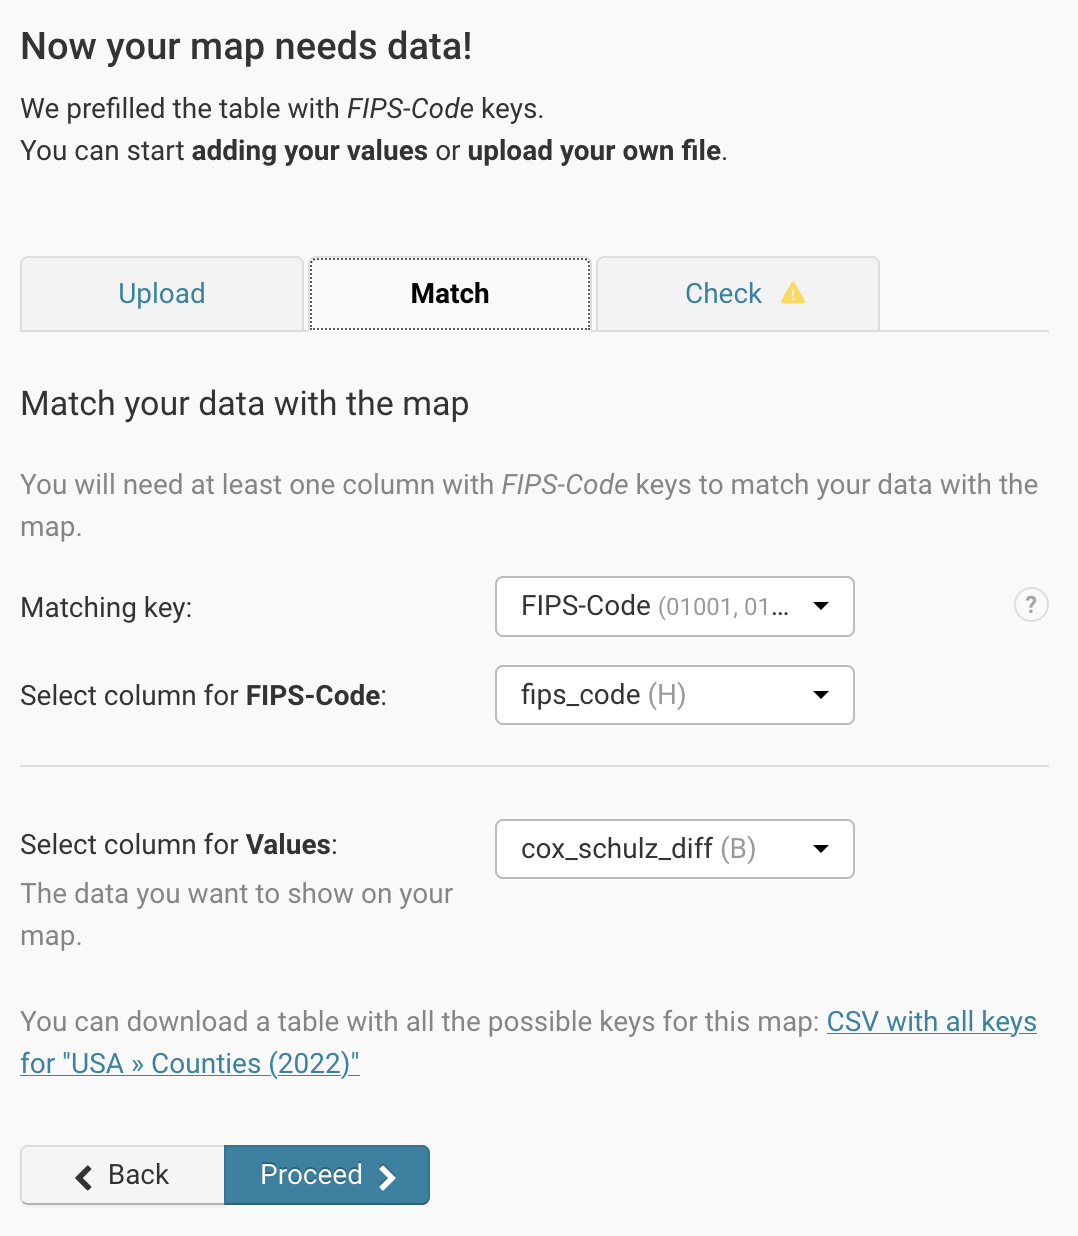 Now your map needs data!
We prefilled the table with FIPS-Code keys.
You can start adding your values or upload your own file.
Upload
Match
Check
Match your data with the map
You will need at least one column with FIPS-Code keys to match your data with the
map.
Matching key:
FIPS-Code (01001, 01...
?
Select column for FIPS-Code:
fips_code (H)
Select column for Values:
cox_schulz_diff (B)
The data you want to show on your
map.
You can download a table with all the possible keys for this map: CSV with all keys
for "USA » Counties (2022)"
Back
Proceed